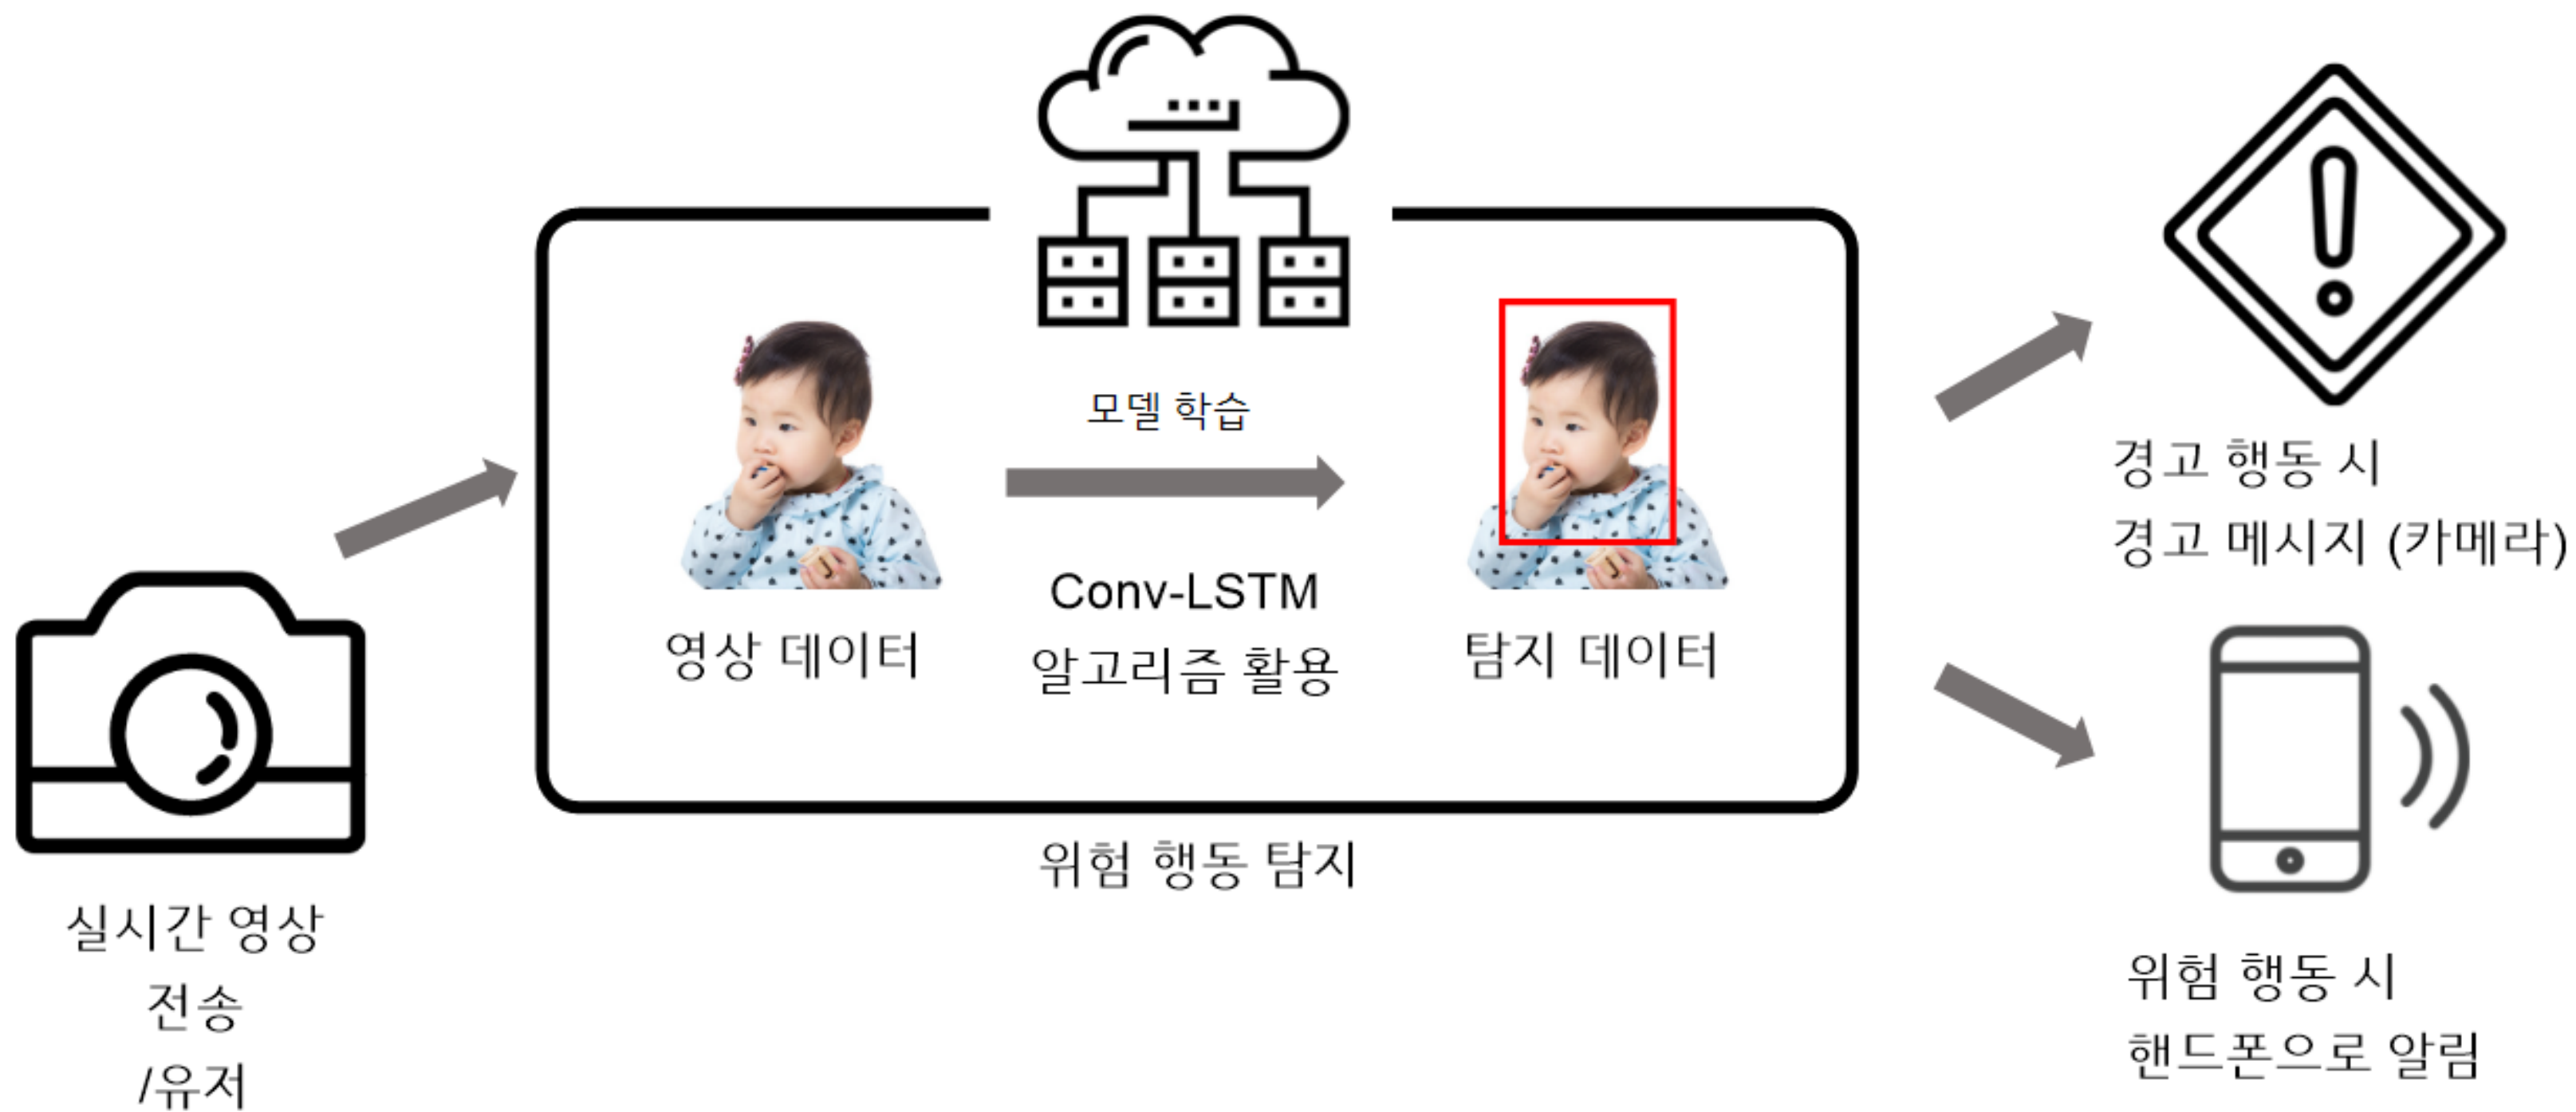 실시간 영상
전송
/유저
모델 학습
Conv-LSTM
알고리즘 활용
영상 데이터
탐지 데이터
위험 행동 탐지
경고 행동 시
경고 메시지 (카메라)
위험 행동 시
핸드폰으로 알림